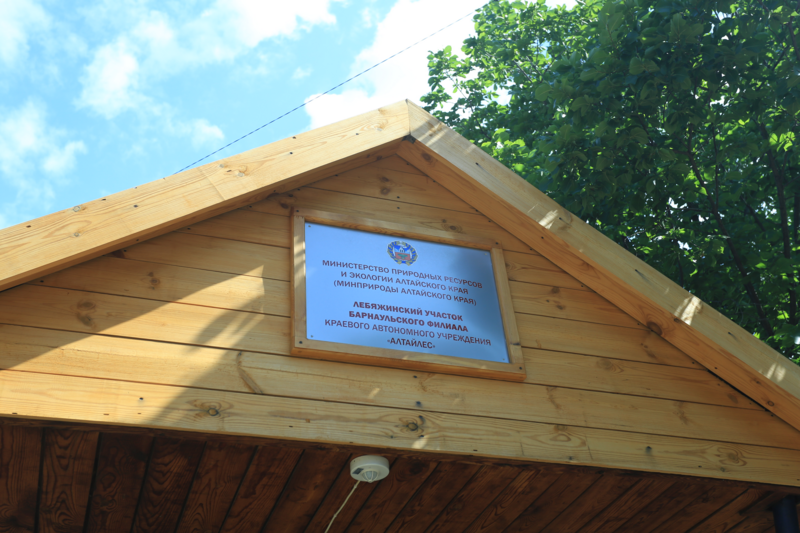 МИНИСТЕРСТВО ПРИРОДНЫХ РЕСУРСОВ
И ЭКОЛОГИИ АЛТАЙСКОГО КРАЯ
(МИНПРИРОДЫ АЛТАЙСКОГО КРАЯ)
ЛЕБЯЖИНСКИЙ УЧАСТОК
БАРНАУЛЬСКОГО ФИЛИАЛА
КРАЕВОГО АВТОНОМНОГО УЧРЕЖДЕНИЯ
«АЛТАЙЛЕС»